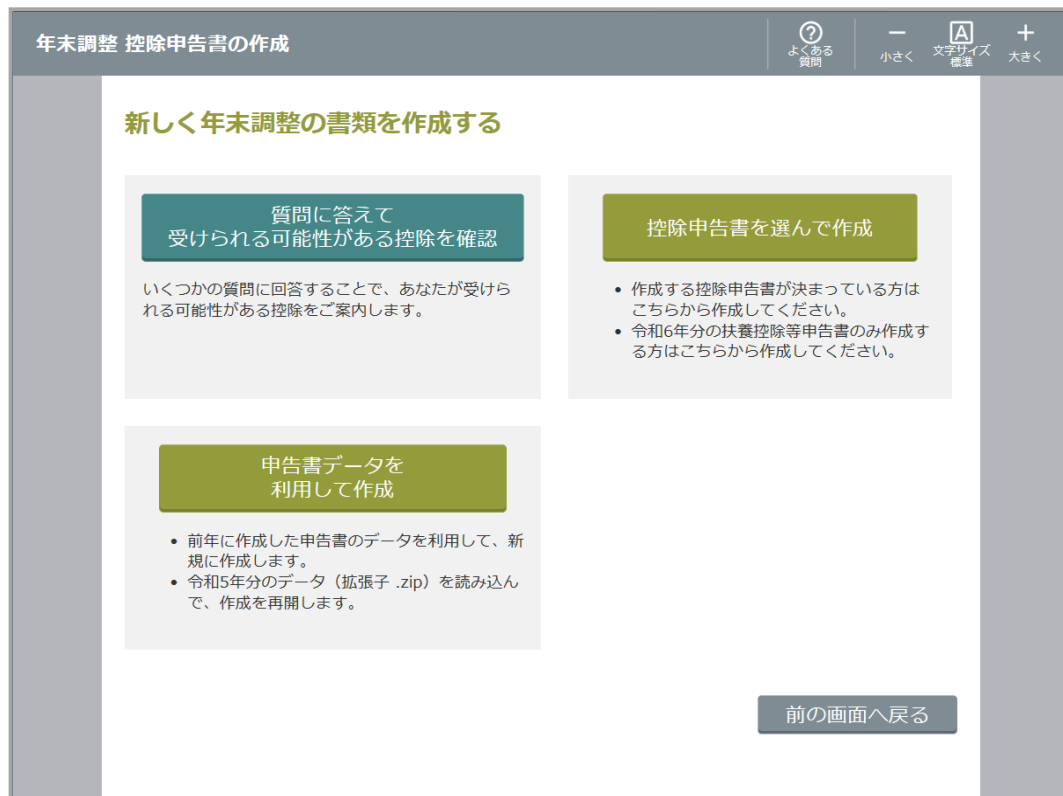 年末調整 控除申告書の作成
よくある
質問
小さく
文字サイズ
標準
大きく
新しく年末調整の書類を作成する
質問に答えて
受けられる可能性がある控除を確認
いくつかの質問に回答することで、あなたが受けら
れる可能性がある控除をご案内します。
控除申告書を選んで作成
• 作成する控除申告書が決まっている方は
こちらから作成してください。
• 令和6年分の扶養控除等申告書のみ作成す
る方はこちらから作成してください。
申告書データを
利用して作成
• 前年に作成した申告書のデータを利用して、新
規に作成します。
• 令和5年分のデータ（拡張子 .zip）を読み込ん
で、作成を再開します。
前の画面へ戻る